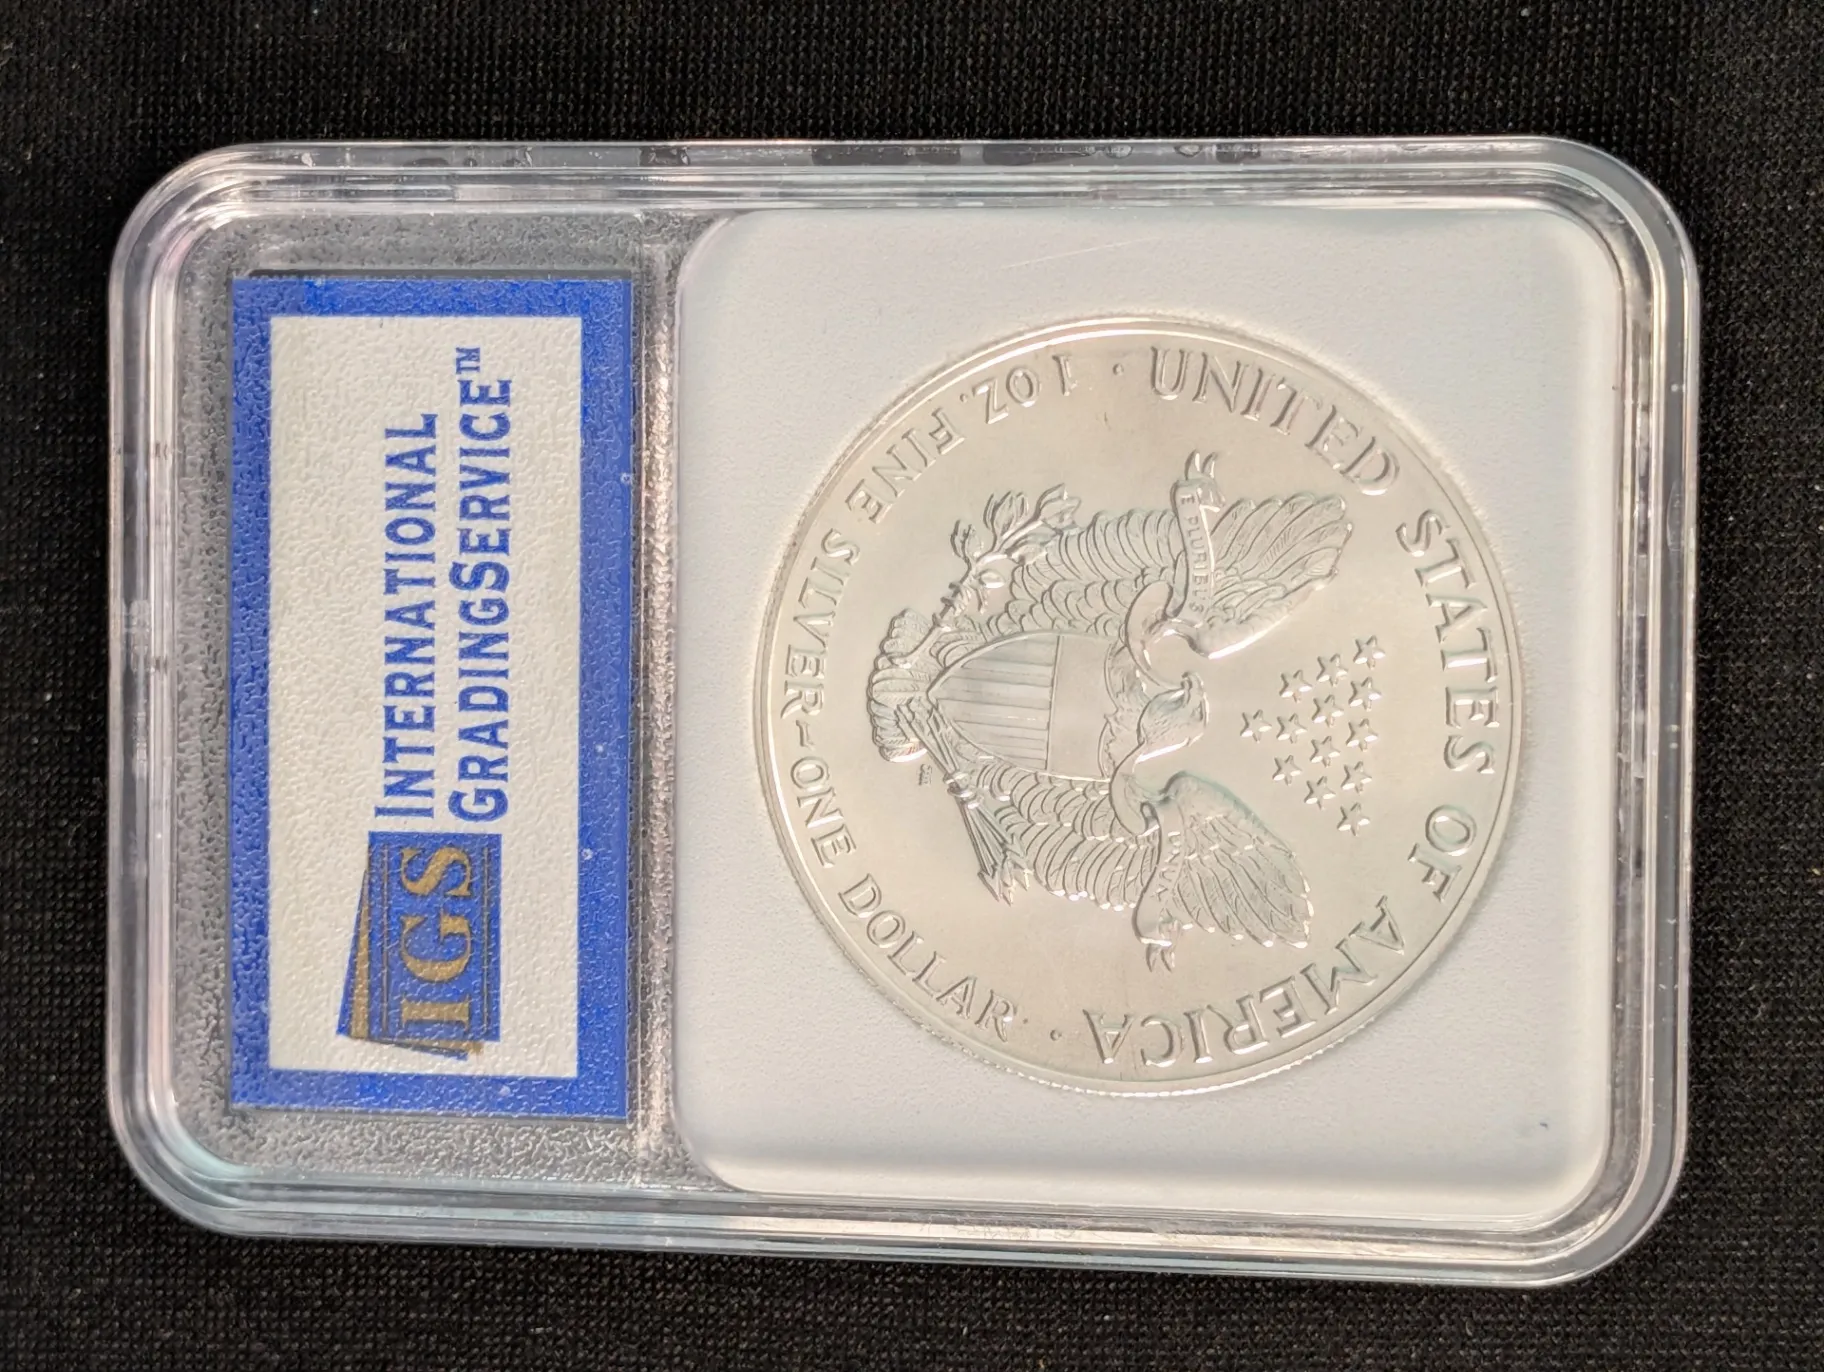 IGS
INTERNATIONAL
GRADINGSERVICE™
UNITED STATES OF AMERICA
E PLURIBUS
UNUM
1 OZ. FINE SILVER~ONE DOLLAR